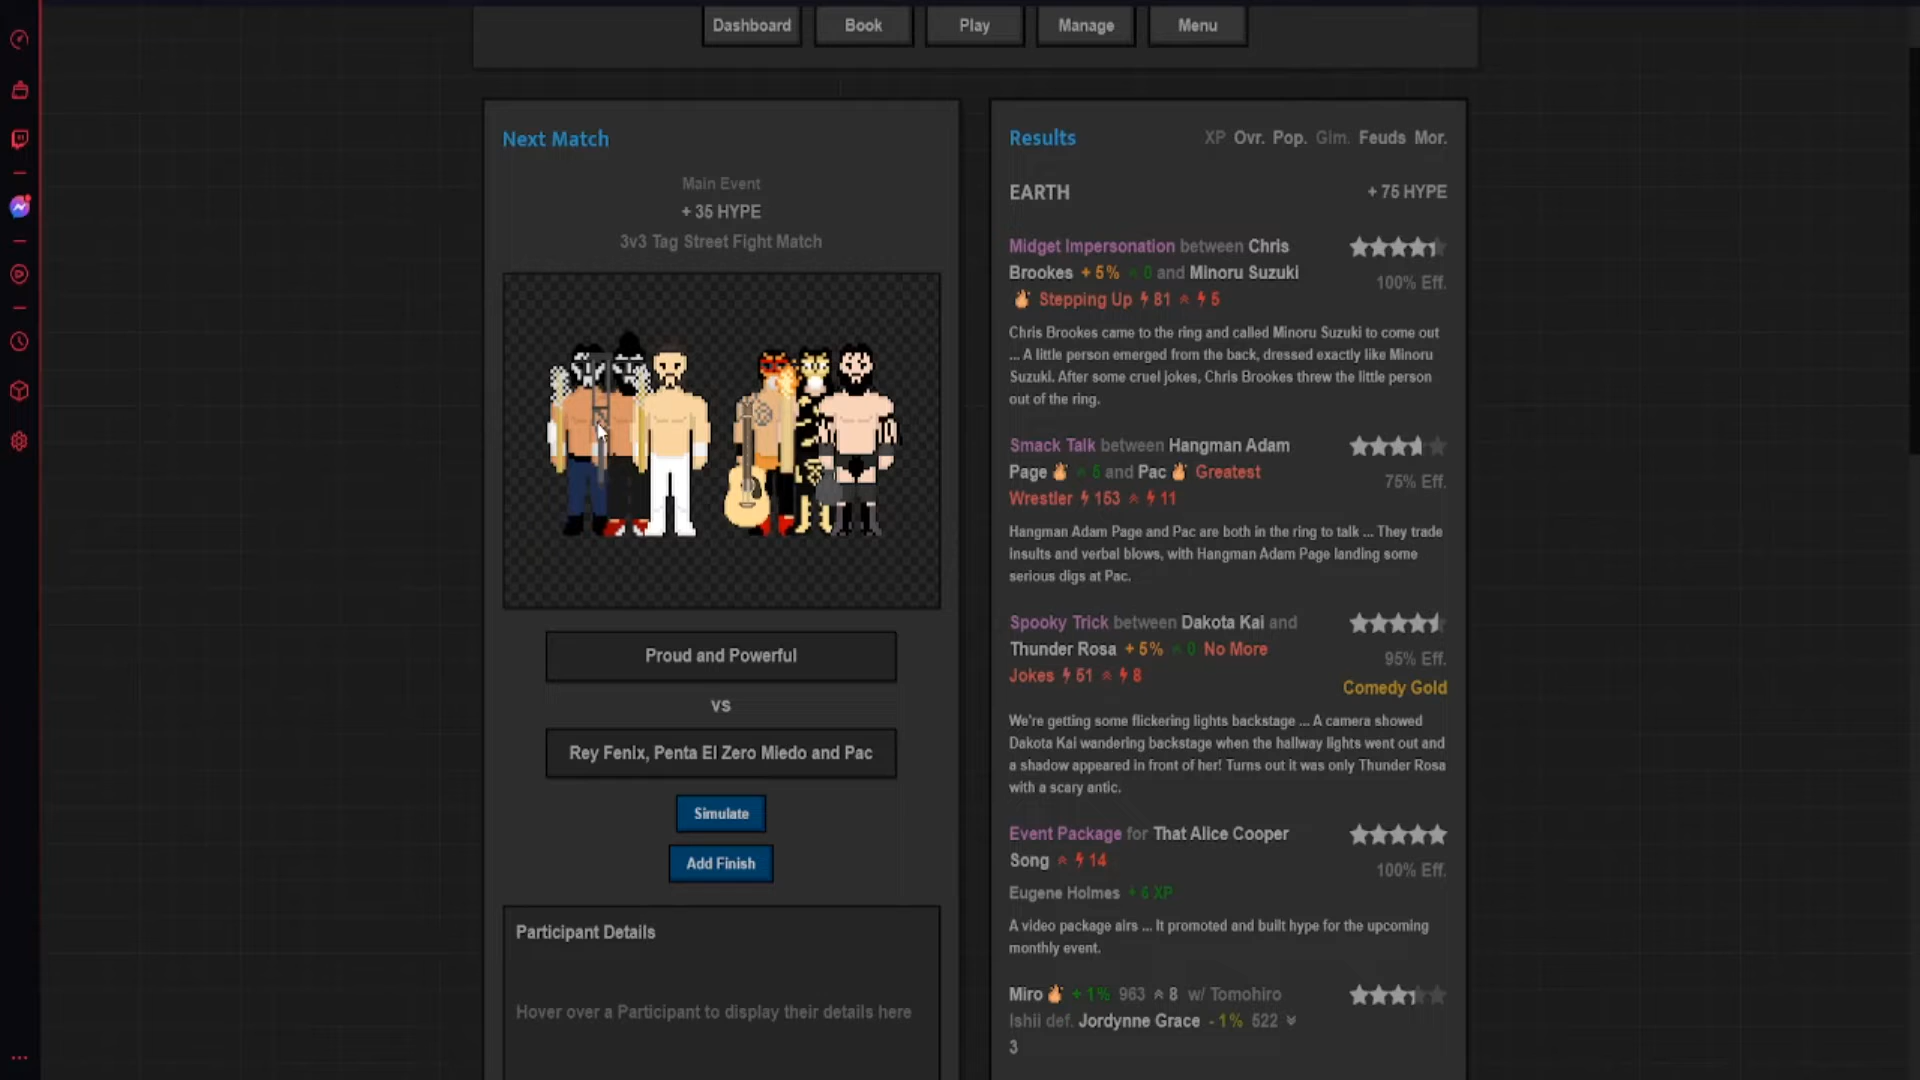 Dashboard
Book
Play
Manage
Menu
Next Match
Main Event
+ 35 HYPE
3v3 Tag Street Fight Match
Proud and Powerful
vs
Rey Fenix, Penta El Zero Miedo and Pac
Simulate
Add Finish
Participant Details
Hover over a Participant to display their details here
Results
XP Ovr. Pop. Gim. Feuds Mor.
EARTH
+ 75 HYPE
Midget Impersonation between Chris
Brookes + 5% 0 and Minoru Suzuki
Stepping Up 81 5
100% Eff.
Chris Brookes came to the ring and called Minoru Suzuki to come out
... A little person emerged from the back, dressed exactly like Minoru
Suzuki. After some cruel jokes, Chris Brookes threw the little person
out of the ring.
Smack Talk between Hangman Adam
Page 5 and Pac Greatest
Wrestler 153 11
75% Eff.
Hangman Adam Page and Pac are both in the ring to talk ... They trade
insults and verbal blows, with Hangman Adam Page landing some
serious digs at Pac.
Spooky Trick between Dakota Kai and
Thunder Rosa + 5% 0 No More
Jokes 51 8
95% Eff.
Comedy Gold
We're getting some flickering lights backstage ... A camera showed
Dakota Kai wandering backstage when the hallway lights went out and
a shadow appeared in front of her! Turns out it was only Thunder Rosa
with a scary antic.
Event Package for That Alice Cooper
Song 14
100% Eff.
Eugene Holmes + 6 XP
A video package airs ... It promoted and built hype for the upcoming
monthly event.
Miro + 1% 963 8 w/ Tomohiro
Ishii def. Jordynne Grace - 1% 522
3